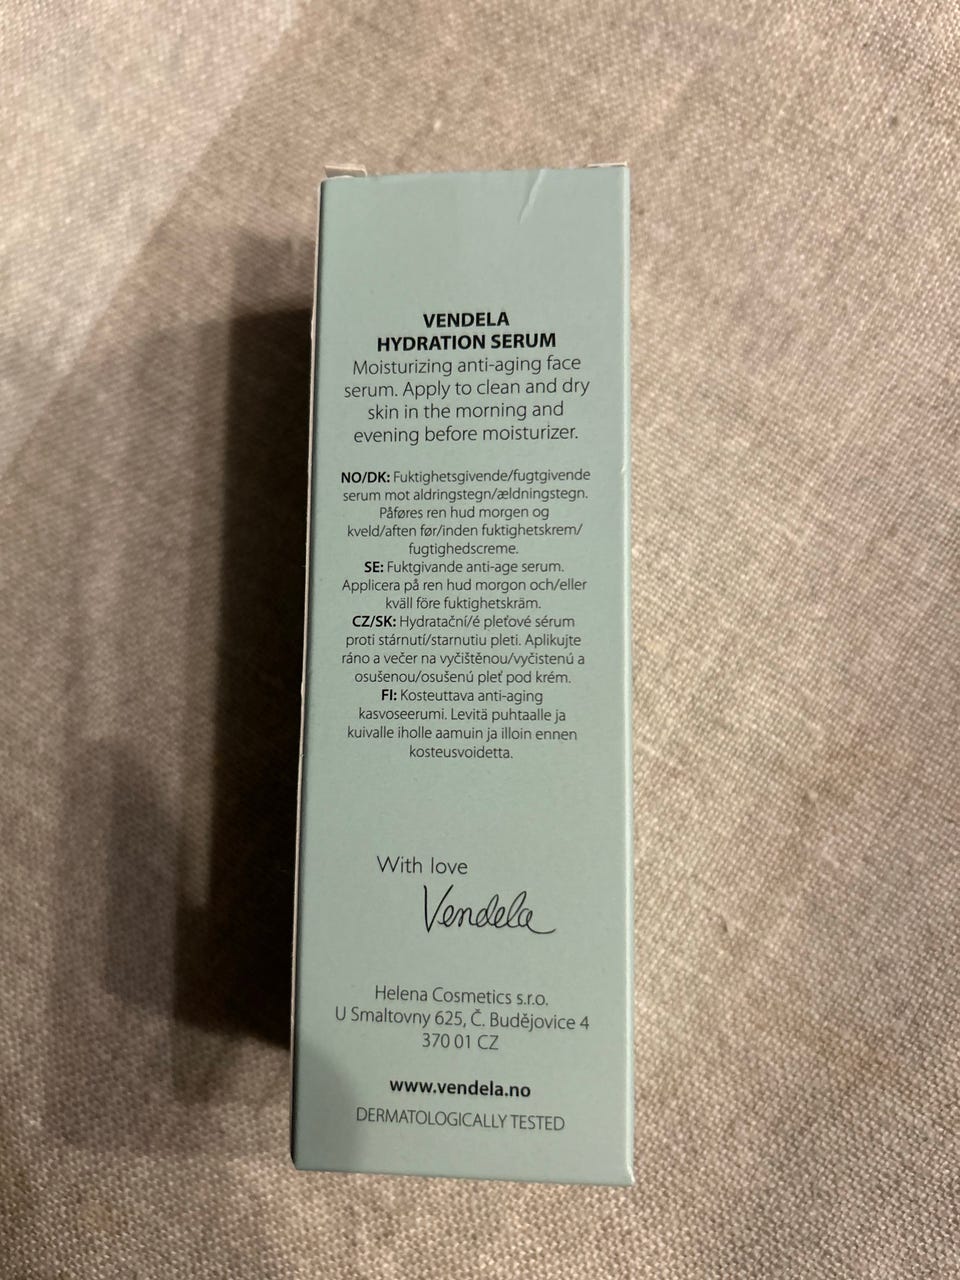 VENDELA
HYDRATION SERUM
Moisturizing anti-aging face
serum. Apply to clean and dry
skin in the morning and
evening before moisturizer.
NO/DK: Fuktighetsgivende/fugtgivende
serum mot aldringstegn/ældningstegn.
Påføres ren hud morgen og
kveld/aften før/inden fuktighetskrem/
fugtighedscreme.
SE: Fuktgivande anti-age serum.
Applicera på ren hud morgon och/eller
kväll före fuktighetskräm.
CZ/SK: Hydratační/é pleťové sérum
proti stárnutí/starnutiu pleti. Aplikujte
ráno a večer na vyčištěnou/vyčistenú a
osušenou/osušenú pleť pod krém.
FI: Kosteuttava anti-aging
kasvoseerumi. Levitä puhtaalle ja
kuivalle iholle aamuin ja illoin ennen
kosteusvoidetta.
With love
Vendela
Helena Cosmetics s.r.o.
U Smaltovny 625, Č. Budějovice 4
370 01 CZ
www.vendela.no
DERMATOLOGICALLY TESTED